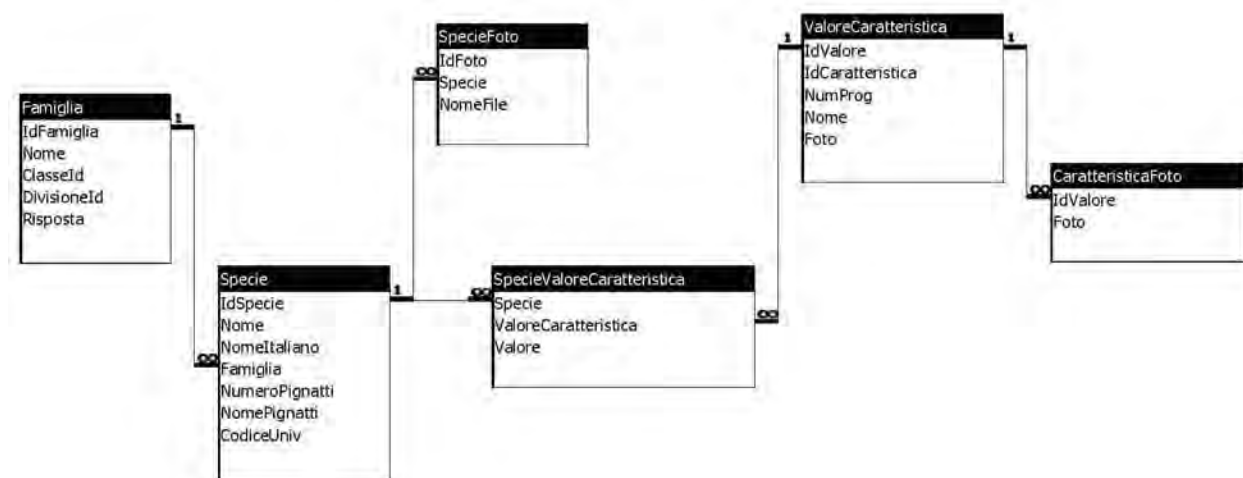 Famiglia
IdFamiglia
Nome
ClasseId
DivisioneId
Risposta
1
∞
Specie
IdSpecie
Nome
NomeItaliano
Famiglia
NumeroPignatti
NomePignatti
CodiceUniv
1
∞
SpecieFoto
IdFoto
Specie
NomeFile
∞
SpecieValoreCaratteristica
Specie
ValoreCaratteristica
Valore
∞
1
ValoreCaratteristica
IdValore
IdCaratteristica
NumProg
Nome
Foto
1
∞
CaratteristicaFoto
IdValore
Foto